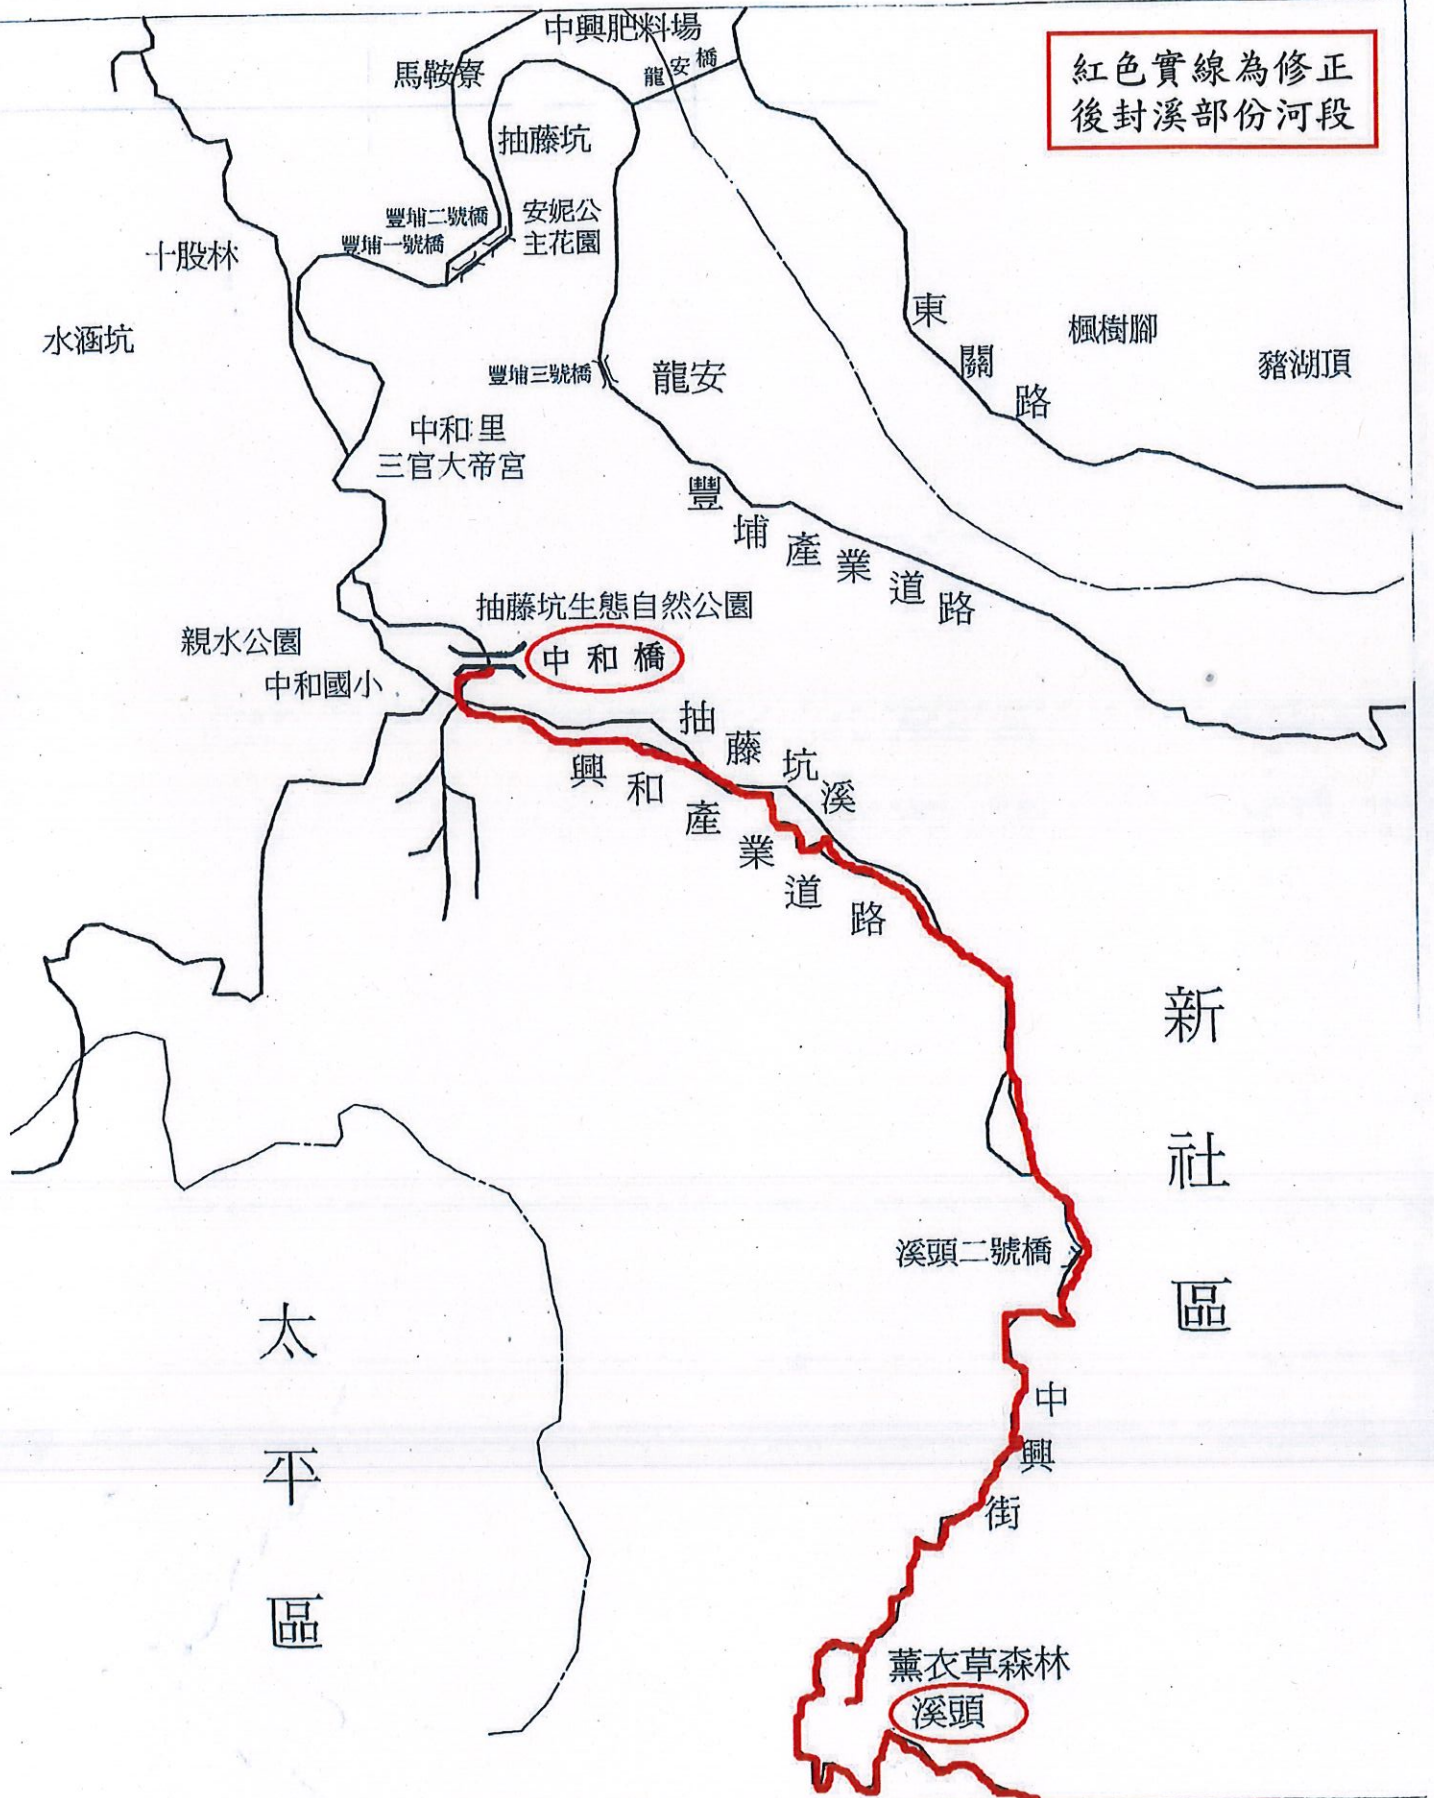 中興肥料場
馬鞍寮
龍安橋
紅色實線為修正
後封溪部份河段
抽藤坑
豐埔二號橋
安妮公
主花園
豐埔一號橋
十股林
水涵坑
東關路
楓樹腳
豬湖頂
豐埔三號橋
龍安
中和里
三官大帝宮
豐埔產業道路
抽藤坑生態自然公園
親水公園
中和橋
中和國小
抽藤坑溪
興和產業道路
新社區
溪頭二號橋
太平區
中興街
薰衣草森林
溪頭